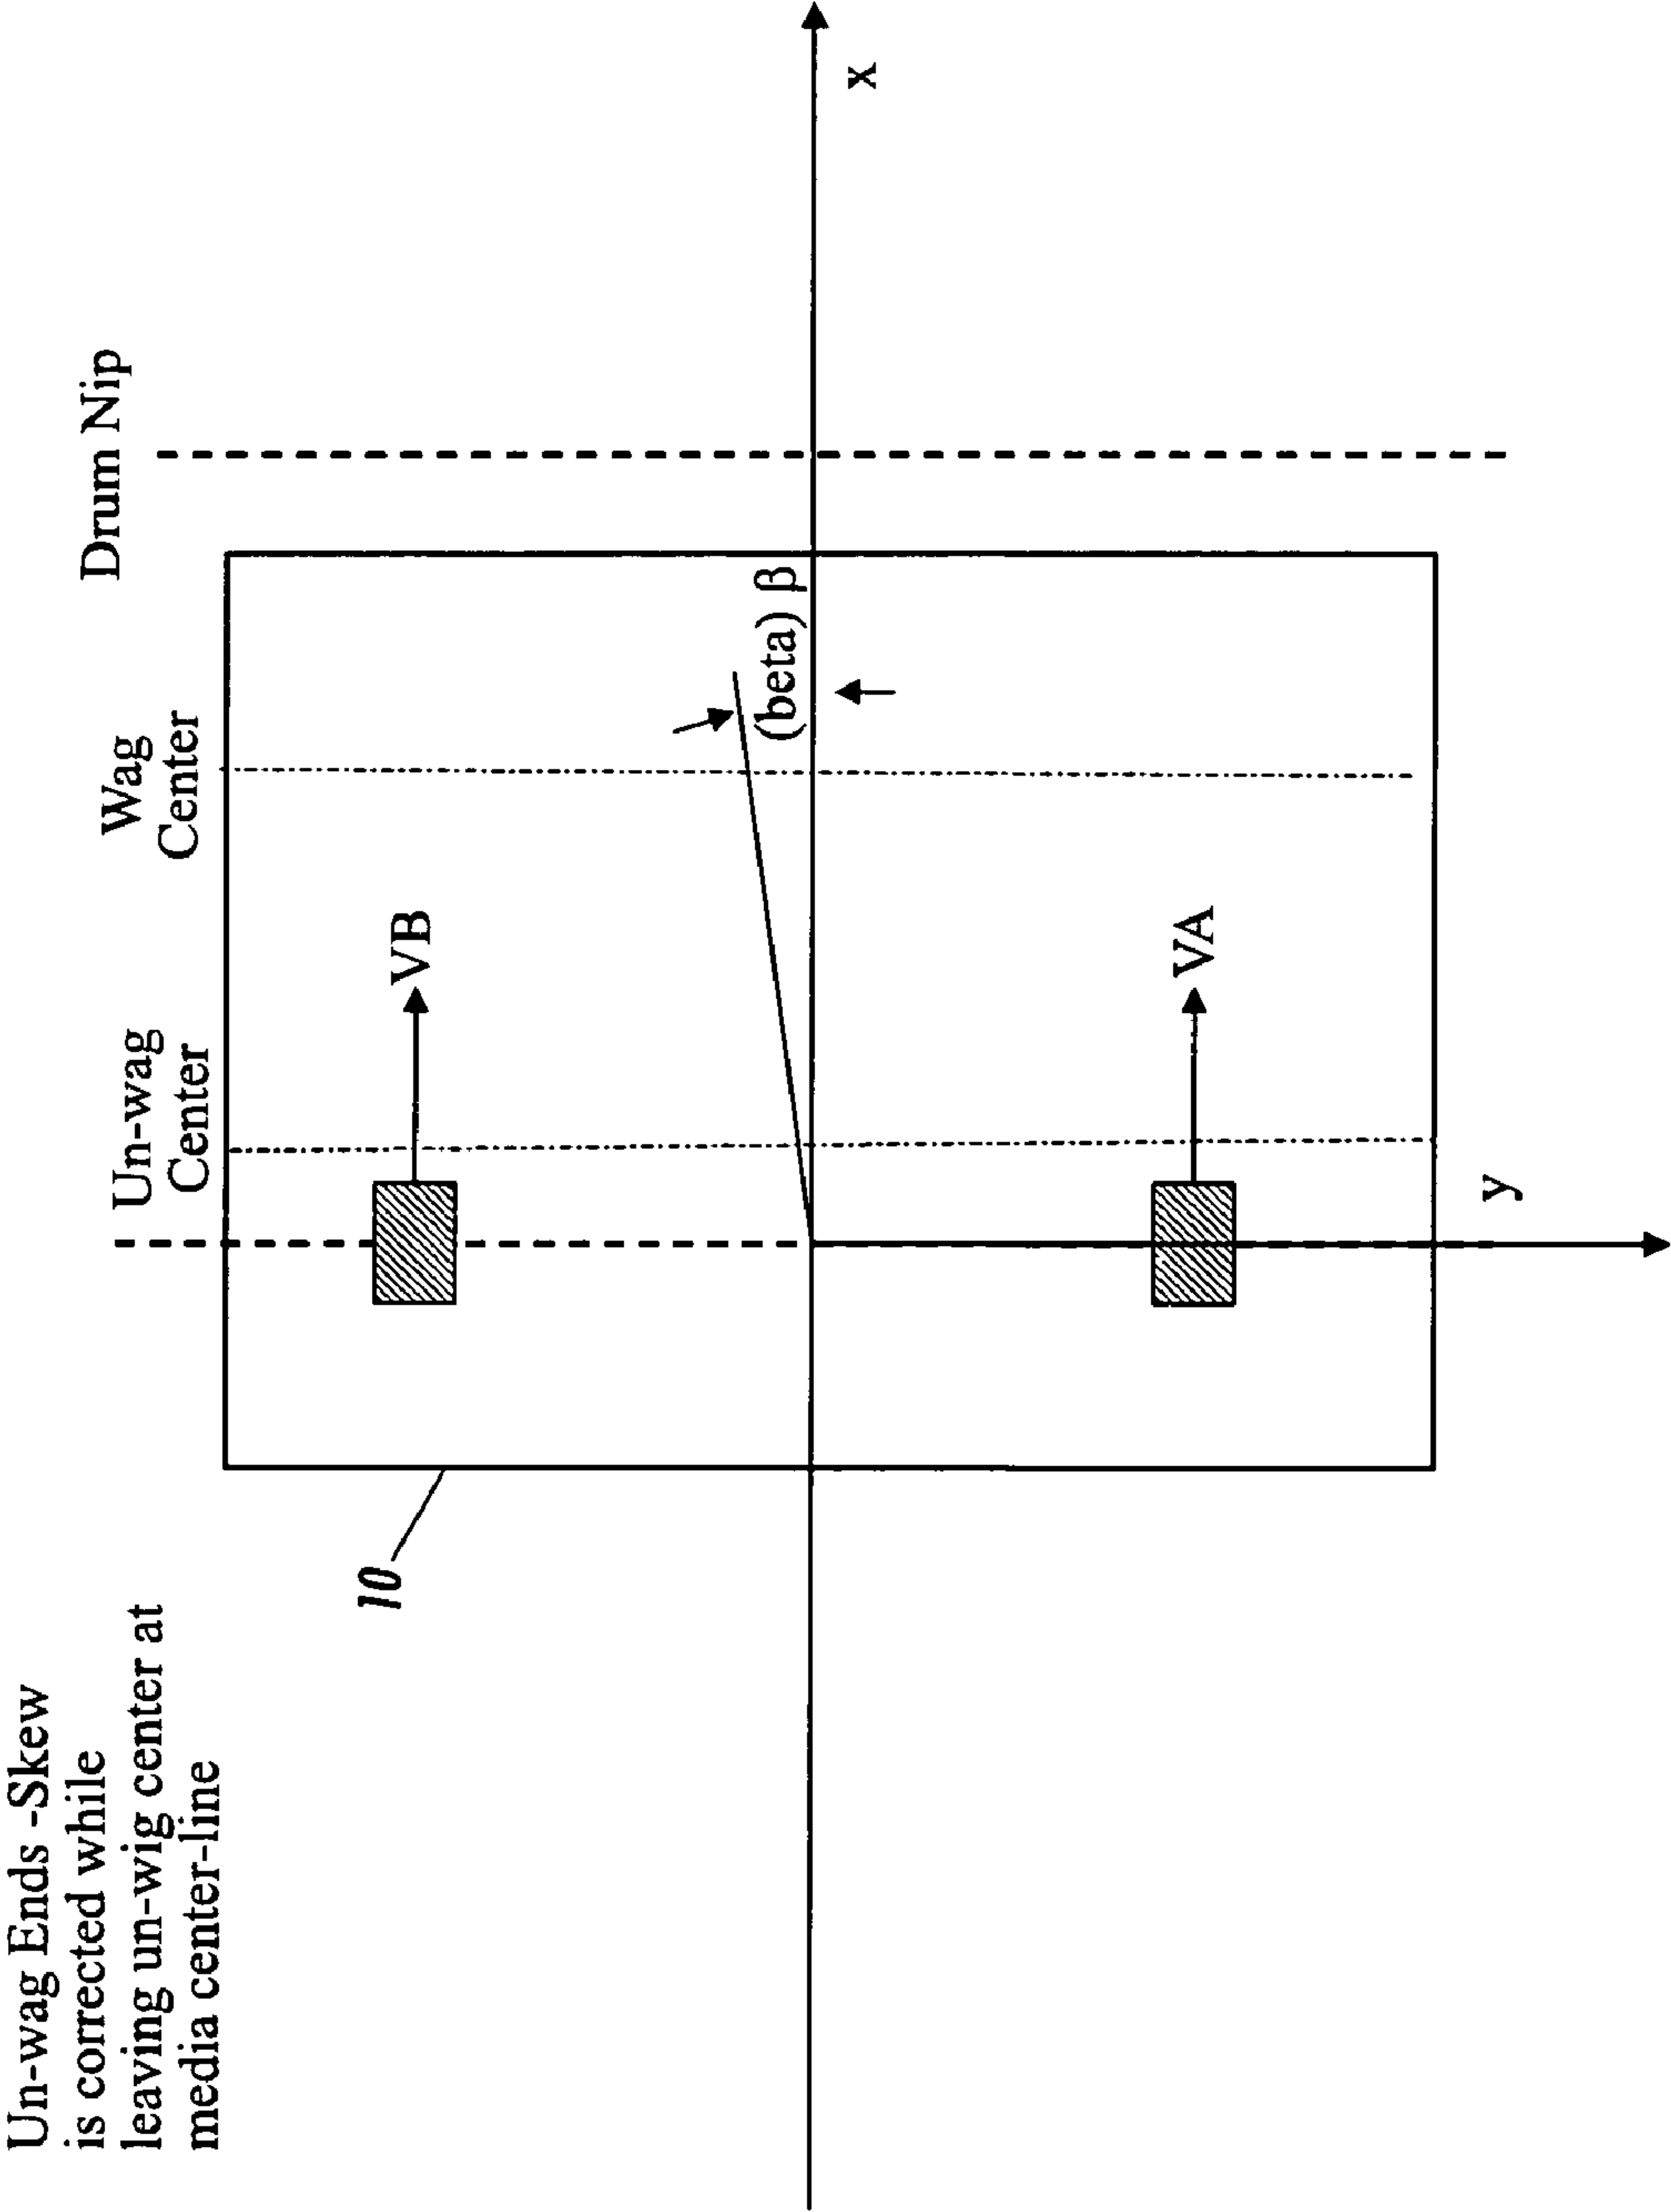 Un-wag Ends -Skew
is corrected while
leaving un-wig center at
media center-line
10
Un-wag
Center
Wag
Center
Drum Nip
VB
(beta) β
VA
x
y